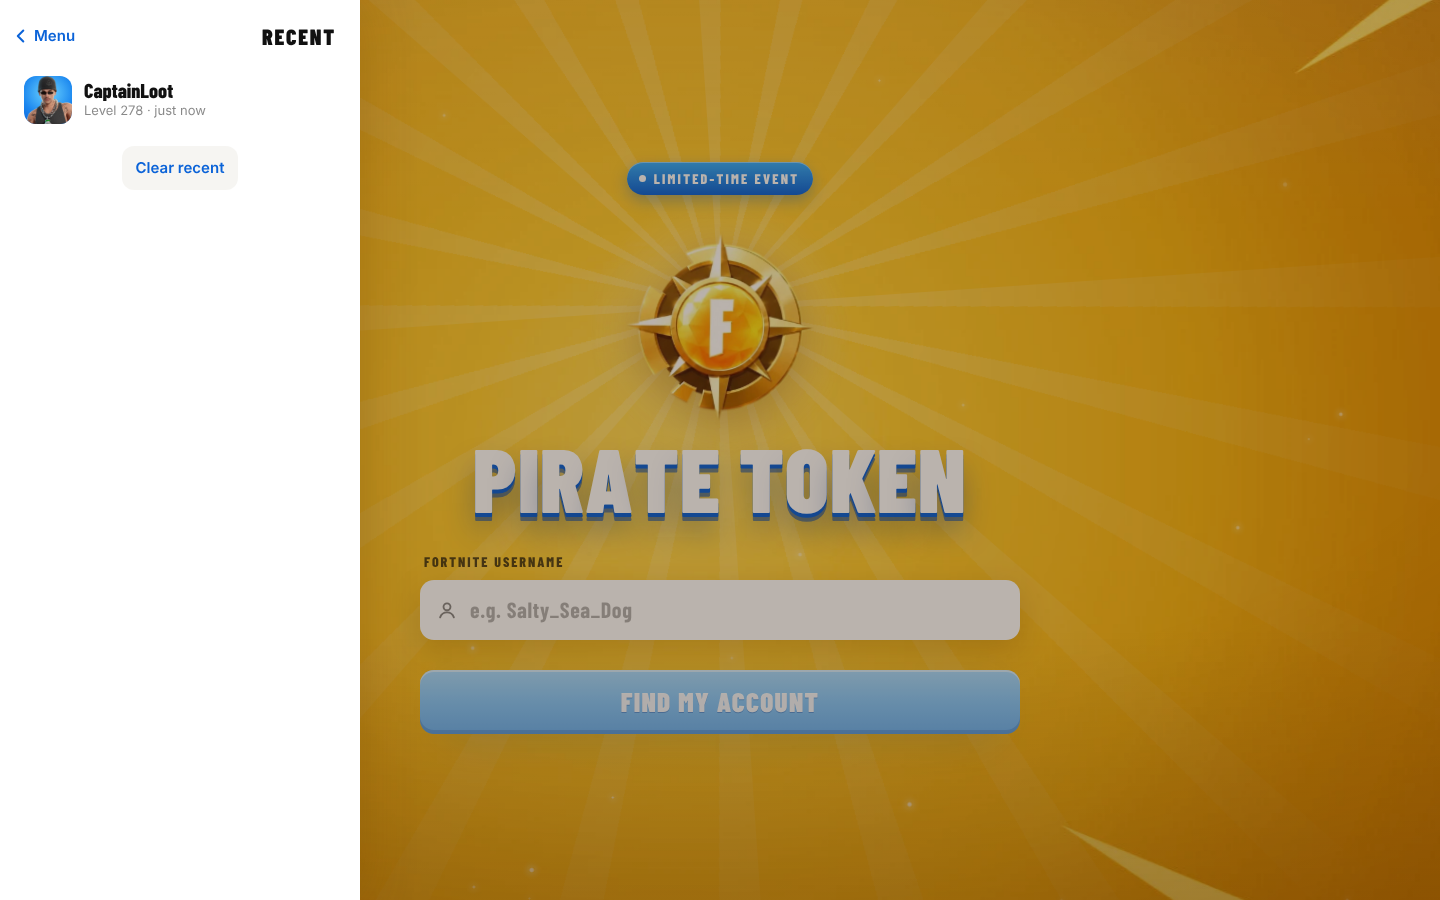 Menu
RECENT
CaptainLoot
Level 278 · just now
Clear recent
LIMITED-TIME EVENT
F
PIRATE TOKEN
FORTNITE USERNAME
e.g. Salty_Sea_Dog
FIND MY ACCOUNT